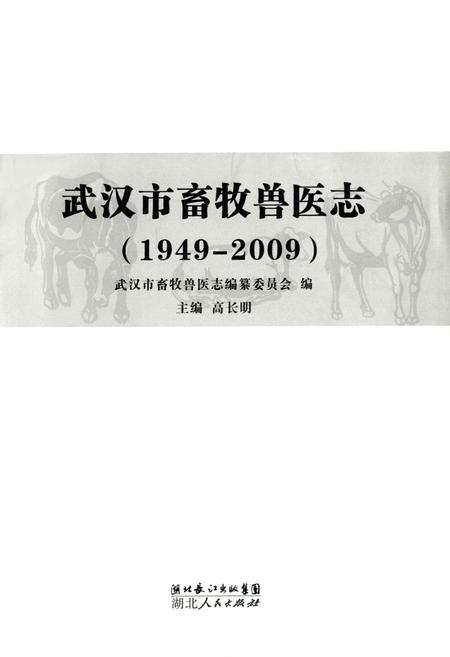 武汉市畜牧兽医志
（1949-2009）
武汉市畜牧兽医志编纂委员会 编
主编 高长明
湖北长江出版集团
湖北人民出版社